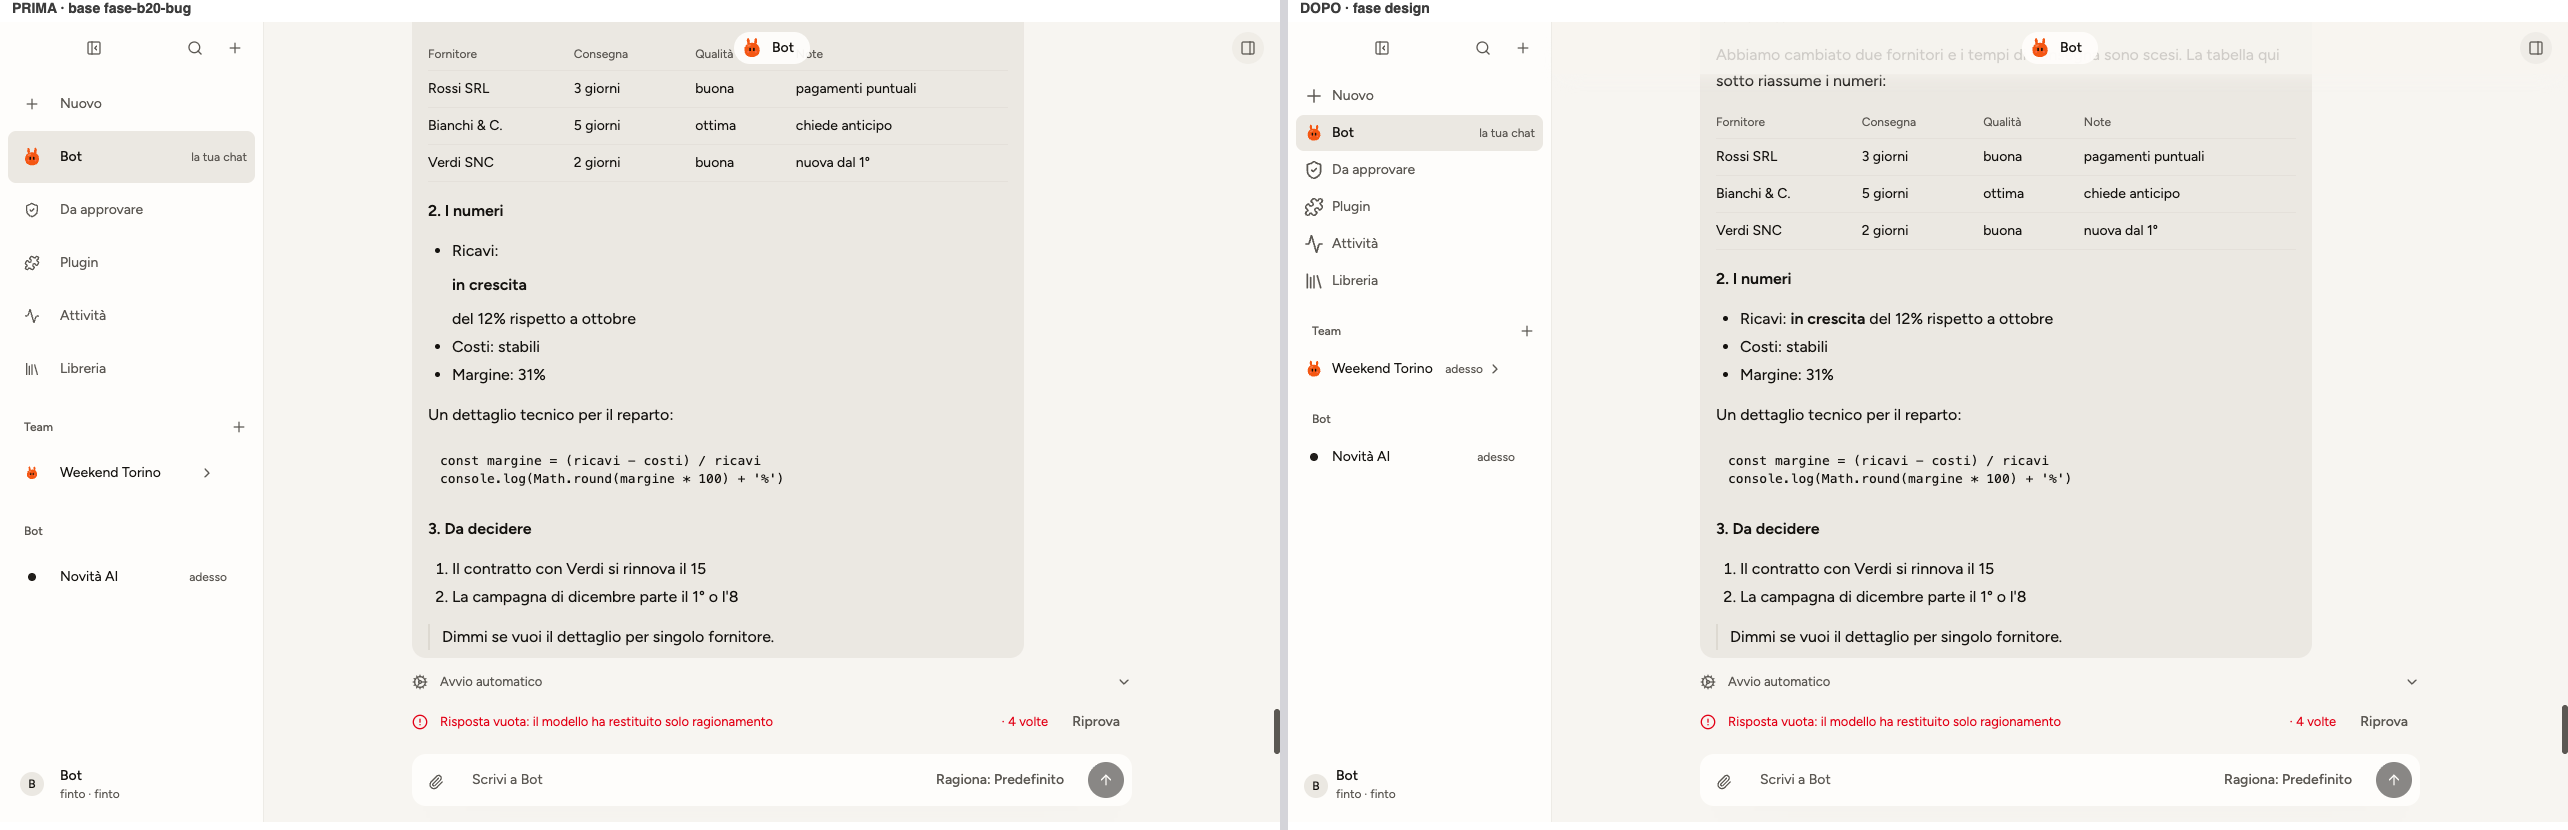 PRIMA · base fase-b20-bug
Nuovo
Bot
la tua chat
Da approvare
Plugin
Attività
Libreria
Team
Weekend Torino
Bot
Novità AI
adesso
B
Bot
finto · finto
Bot
Fornitore Consegna Qualità
Rossi SRL 3 giorni buona pagamenti puntuali
Bianchi & C. 5 giorni ottima chiede anticipo
Verdi SNC 2 giorni buona nuova dal 1°
2. I numeri
• Ricavi:
in crescita
del 12% rispetto a ottobre
• Costi: stabili
• Margine: 31%
Un dettaglio tecnico per il reparto:
const margine = (ricavi − costi) / ricavi
console.log(Math.round(margine * 100) + '%')
3. Da decidere
1. Il contratto con Verdi si rinnova il 15
2. La campagna di dicembre parte il 1° o l'8
Dimmi se vuoi il dettaglio per singolo fornitore.
Avvio automatico
Risposta vuota: il modello ha restituito solo ragionamento · 4 volte Riprova
Scrivi a Bot Ragiona: Predefinito
DOPO · fase design
Nuovo
Bot
la tua chat
Da approvare
Plugin
Attività
Libreria
Team
Weekend Torino adesso
Bot
Novità AI
adesso
B
Bot
finto · finto
Bot
Abbiamo cambiato due fornitori e i tempi sono scesi. La tabella qui
sotto riassume i numeri:
Fornitore Consegna Qualità Note
Rossi SRL 3 giorni buona pagamenti puntuali
Bianchi & C. 5 giorni ottima chiede anticipo
Verdi SNC 2 giorni buona nuova dal 1°
2. I numeri
• Ricavi: in crescita del 12% rispetto a ottobre
• Costi: stabili
• Margine: 31%
Un dettaglio tecnico per il reparto:
const margine = (ricavi − costi) / ricavi
console.log(Math.round(margine * 100) + '%')
3. Da decidere
1. Il contratto con Verdi si rinnova il 15
2. La campagna di dicembre parte il 1° o l'8
Dimmi se vuoi il dettaglio per singolo fornitore.
Avvio automatico
Risposta vuota: il modello ha restituito solo ragionamento · 4 volte Riprova
Scrivi a Bot Ragiona: Predefinito